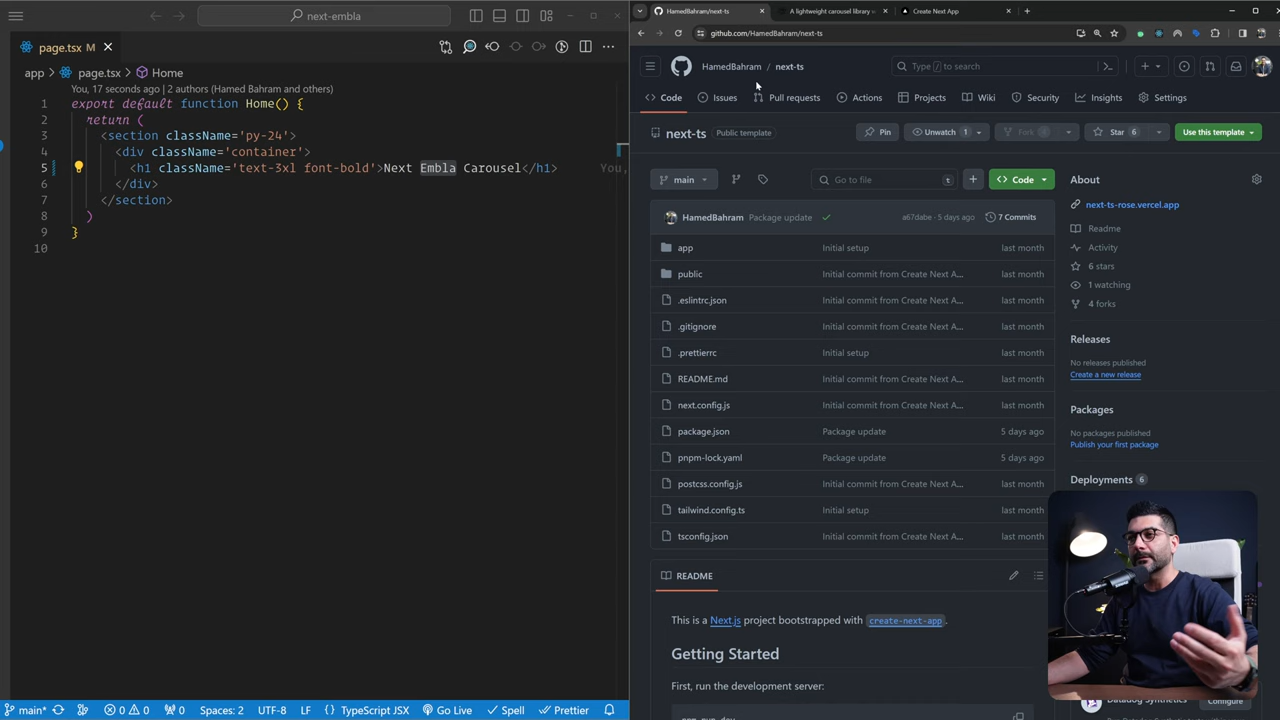 next-embla
page.tsx M
app > page.tsx > Home
You, 17 seconds ago | 2 authors (Hamed Bahram and others)
1 export default function Home() {
2 return (
3 <section className='py-24'>
4 <div className='container'>
5 <h1 className='text-3xl font-bold'>Next Embla Carousel</h1> You,
6 </div>
7 </section>
8 )
9 }
10
main* 0 0 0 Spaces: 2 UTF-8 LF {} TypeScript JSX Go Live Spell Prettier
HamedBahram/next-ts
A lightweight carousel library w
Create Next App
github.com/HamedBahram/next-ts
HamedBahram / next-ts
Type / to search
Code Issues Pull requests Actions Projects Wiki Security Insights Settings
next-ts Public template
Pin Unwatch 1 Fork 4 Star 6 Use this template
main Go to file t Code
HamedBahram Package update a67dabe · 5 days ago 7 Commits
app Initial setup last month
public Initial commit from Create Next A... last month
.eslintrc.json Initial commit from Create Next A... last month
.gitignore Initial commit from Create Next A... last month
.prettierrc Initial setup last month
README.md Initial commit from Create Next A... last month
next.config.js Initial commit from Create Next A... last month
package.json Package update 5 days ago
pnpm-lock.yaml Package update 5 days ago
postcss.config.js Initial commit from Create Next A... last month
tailwind.config.ts Initial setup last month
tsconfig.json Initial commit from Create Next A... last month
README
This is a Next.js project bootstrapped with create-next-app.
Getting Started
First, run the development server:
About
next-ts-rose.vercel.app
Readme
Activity
6 stars
1 watching
4 forks
Releases
No releases published
Create a new release
Packages
No packages published
Publish your first package
Deployments 6
Datadog Synthetics
Configure